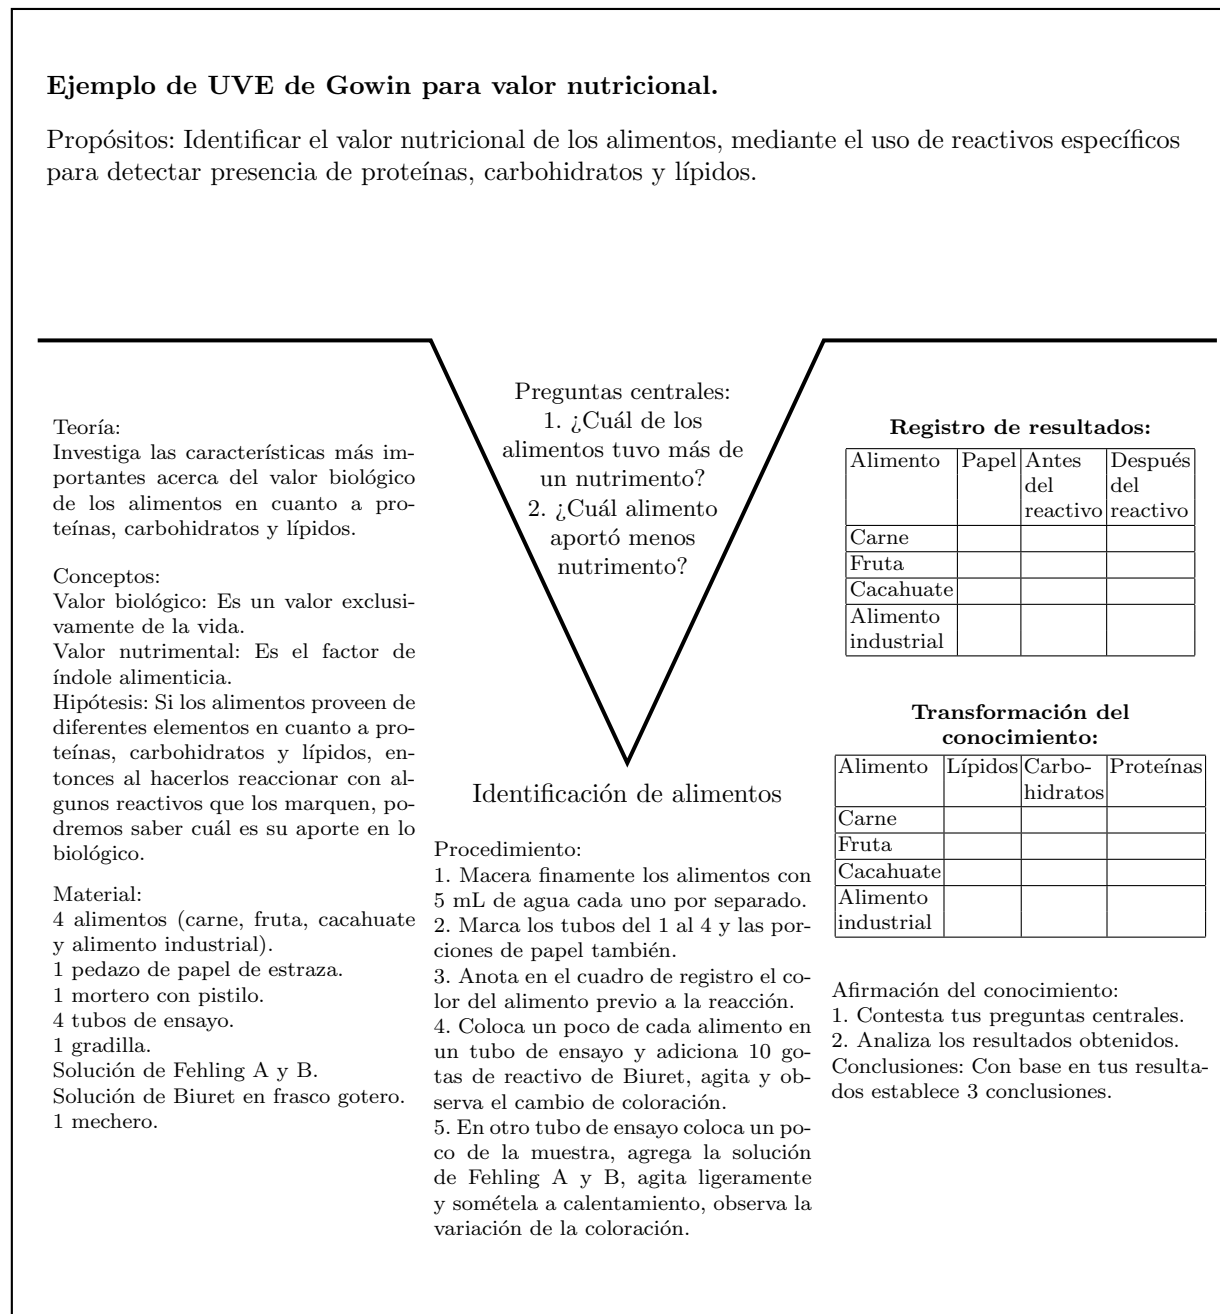 Ejemplo de UVE de Gowin para valor nutricional.
Propósitos: Identificar el valor nutricional de los alimentos, mediante el uso de reactivos específicos
para detectar presencia de proteínas, carbohidratos y lípidos.
Teoría:
Investiga las características más im-
portantes acerca del valor biológico
de los alimentos en cuanto a pro-
teínas, carbohidratos y lípidos.
Conceptos:
Valor biológico: Es un valor exclusi-
vamente de la vida.
Valor nutrimental: Es el factor de
índole alimenticia.
Hipótesis: Si los alimentos proveen de
diferentes elementos en cuanto a pro-
teínas, carbohidratos y lípidos, en-
tonces al hacerlos reaccionar con al-
gunos reactivos que los marquen, po-
dremos saber cuál es su aporte en lo
biológico.
Material:
4 alimentos (carne, fruta, cacahuate
y alimento industrial).
1 pedazo de papel de estraza.
1 mortero con pistilo.
4 tubos de ensayo.
1 gradilla.
Solución de Fehling A y B.
Solución de Biuret en frasco gotero.
1 mechero.
Preguntas centrales:
1. ¿Cuál de los
alimentos tuvo más de
un nutrimento?
2. ¿Cuál alimento
aportó menos
nutrimento?
Identificación de alimentos
Procedimiento:
1. Macera finamente los alimentos con
5 mL de agua cada uno por separado.
2. Marca los tubos del 1 al 4 y las por-
ciones de papel también.
3. Anota en el cuadro de registro el co-
lor del alimento previo a la reacción.
4. Coloca un poco de cada alimento en
un tubo de ensayo y adiciona 10 go-
tas de reactivo de Biuret, agita y ob-
serva el cambio de coloración.
5. En otro tubo de ensayo coloca un po-
co de la muestra, agrega la solución
de Fehling A y B, agita ligeramente
y sométela a calentamiento, observa la
variación de la coloración.
Registro de resultados:
Alimento Papel Antes Después
del del
reactivo reactivo
Carne
Fruta
Cacahuate
Alimento
industrial
Transformación del
conocimiento:
Alimento Lípidos Carbo- Proteínas
hidratos
Carne
Fruta
Cacahuate
Alimento
industrial
Afirmación del conocimiento:
1. Contesta tus preguntas centrales.
2. Analiza los resultados obtenidos.
Conclusiones: Con base en tus resulta-
dos establece 3 conclusiones.